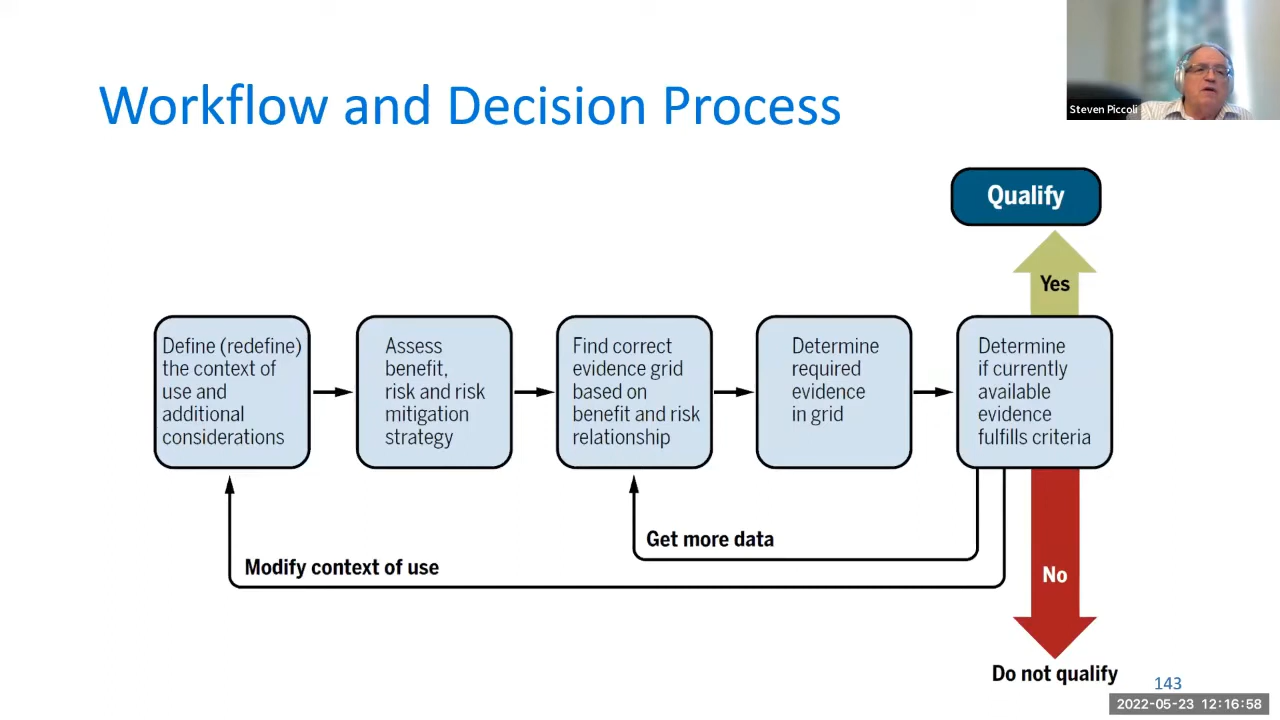 Workflow and Decision Process
Steven Piccoli
Qualify
Yes
Define (redefine)
the context of
use and
additional
considerations
Assess
benefit,
risk and risk
mitigation
strategy
Find correct
evidence grid
based on
benefit and risk
relationship
Determine
required
evidence
in grid
Determine
if currently
available
evidence
fulfills criteria
Get more data
Modify context of use
No
Do not qualify
143
2022-05-23 12:16:58